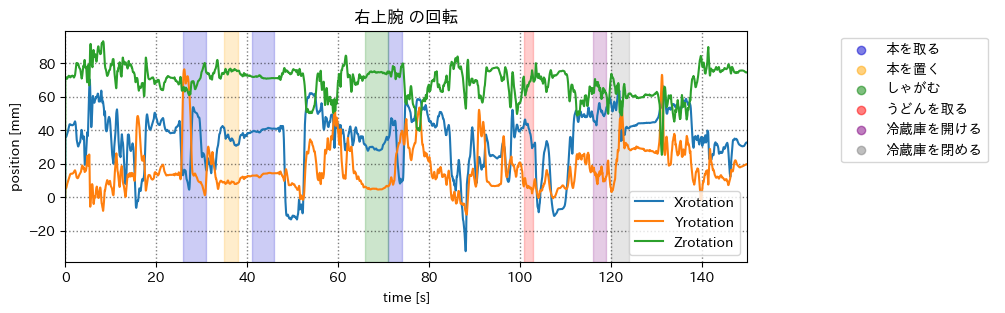 右上腕 の回転
position [mm]
80
60
40
20
0
−20
0 20 40 60 80 100 120 140
time [s]
Xrotation
Yrotation
Zrotation
本を取る
本を置く
しゃがむ
うどんを取る
冷蔵庫を開ける
冷蔵庫を閉める